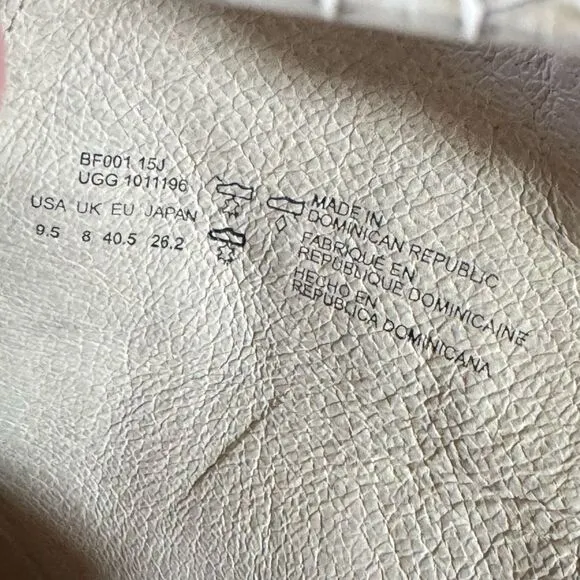 BF001 15J
UGG 1011196
USA UK EU JAPAN
9.5 8 40.5 26.2
MADE IN
DOMINICAN REPUBLIC
FABRIQUÉ EN
REPUBLIQUE DOMINICAINE
HECHO EN
REPUBLICA DOMINICANA